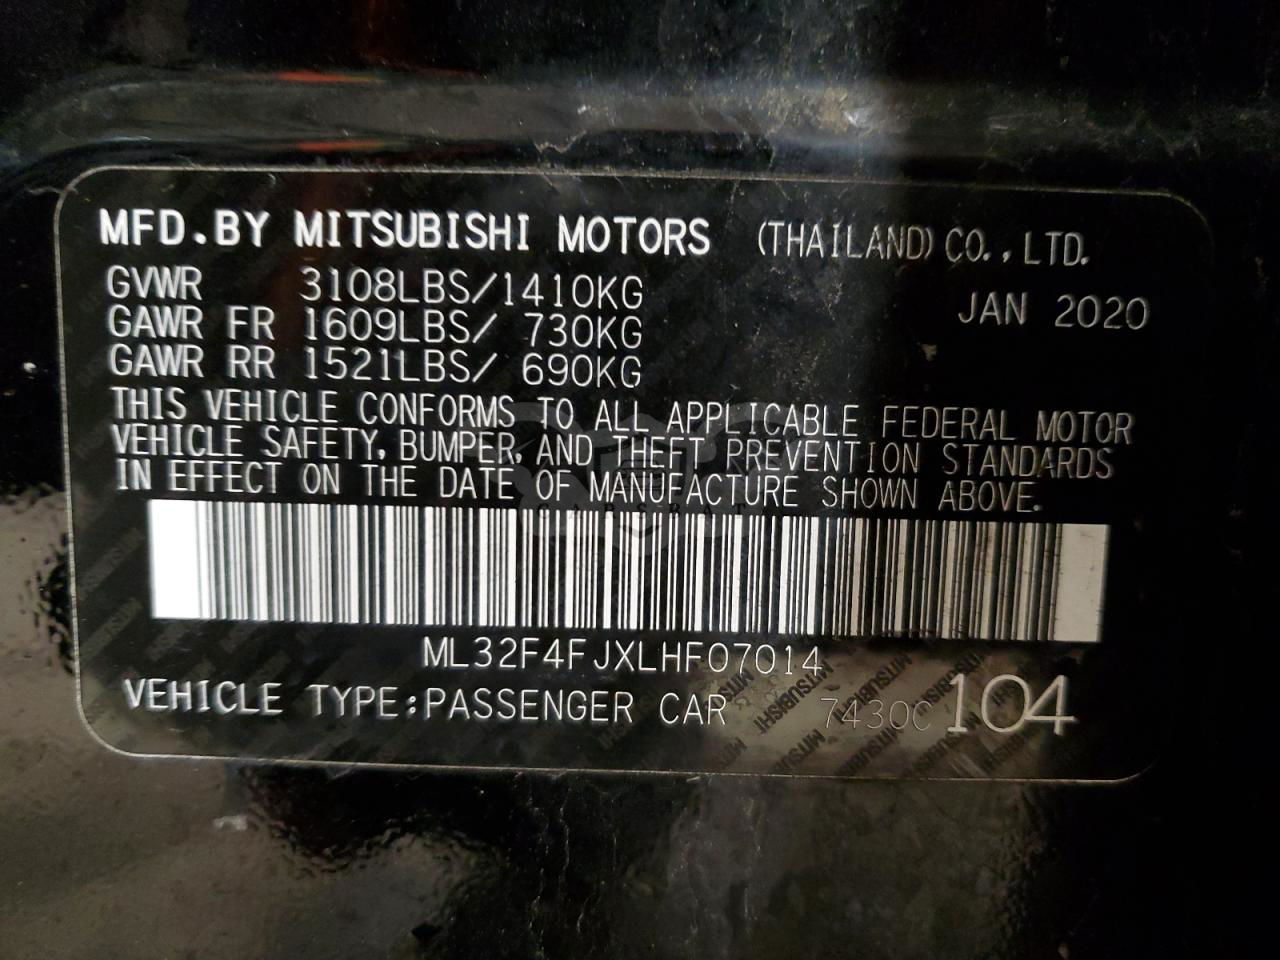 MFD.BY MITSUBISHI MOTORS (THAILAND) CO.,LTD.
GVWR 3108LBS/1410KG JAN 2020
GAWR FR 1609LBS/ 730KG
GAWR RR 1521LBS/ 690KG
THIS VEHICLE CONFORMS TO ALL APPLICABLE FEDERAL MOTOR
VEHICLE SAFETY, BUMPER, AND THEFT PREVENTION STANDARDS
IN EFFECT ON THE DATE OF MANUFACTURE SHOWN ABOVE.
ML32F4FJXLHF07014
VEHICLE TYPE:PASSENGER CAR 7430C 104